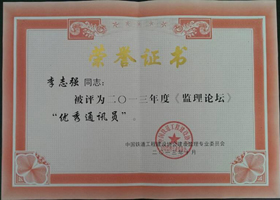 荣誉证书
李志强 同志：
被评为二〇一三年度《监理论坛》
“优秀通讯员”。